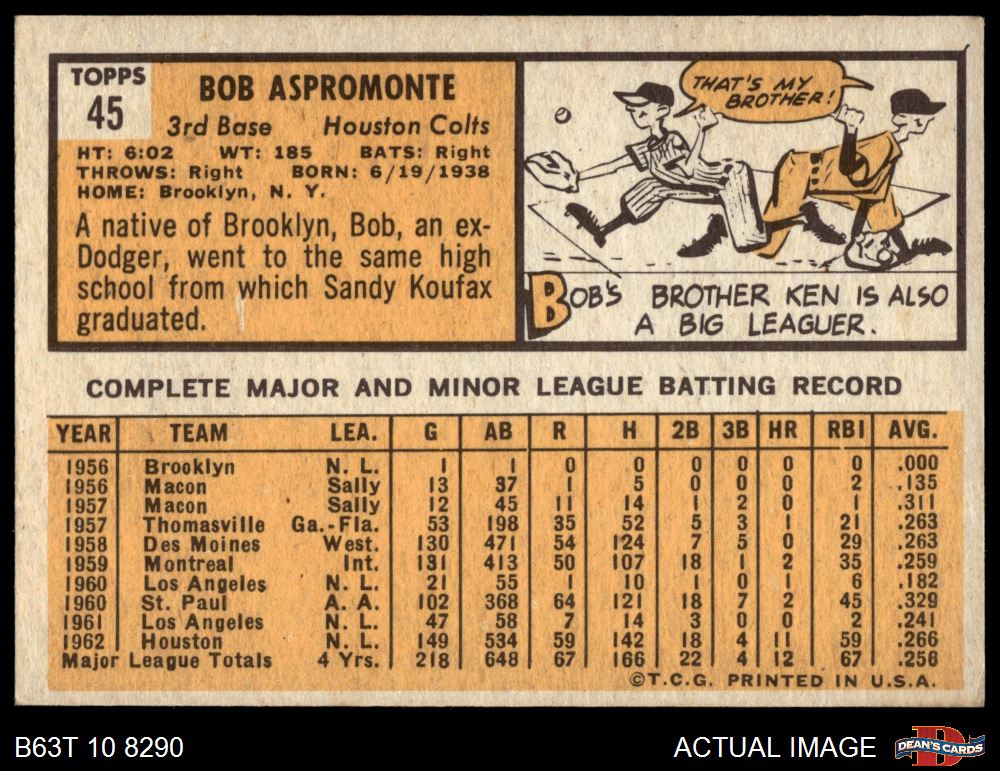 TOPPS
45
BOB ASPROMONTE
3rd Base Houston Colts
HT: 6:02 WT: 185 BATS: Right
THROWS: Right BORN: 6/19/1938
HOME: Brooklyn, N. Y.
A native of Brooklyn, Bob, an ex-
Dodger, went to the same high
school from which Sandy Koufax
graduated.
THAT'S MY
BROTHER!
BOB'S BROTHER KEN IS ALSO
A BIG LEAGUER.
COMPLETE MAJOR AND MINOR LEAGUE BATTING RECORD
YEAR TEAM LEA. G AB R H 2B 3B HR RBI AVG.
1956 Brooklyn N. L. 1 1 0 0 0 0 0 0 .000
1956 Macon Sally 13 37 1 5 0 0 0 2 .135
1957 Macon Sally 12 45 11 14 1 2 0 1 .311
1957 Thomasville Ga.-Fla. 53 198 35 52 5 3 1 21 .263
1958 Des Moines West. 130 471 54 124 7 5 0 29 .263
1959 Montreal Int. 131 413 50 107 18 1 2 35 .259
1960 Los Angeles N. L. 21 55 1 10 1 0 1 6 .182
1960 St. Paul A. A. 102 368 64 121 18 7 2 45 .329
1961 Los Angeles N. L. 47 58 7 14 3 0 0 2 .241
1962 Houston N. L. 149 534 59 142 18 4 11 59 .266
Major League Totals 4 Yrs. 218 648 67 166 22 4 12 67 .256
©T.C.G. PRINTED IN U.S.A.
B63T 10 8290
ACTUAL IMAGE
D
DEAN'S CARDS